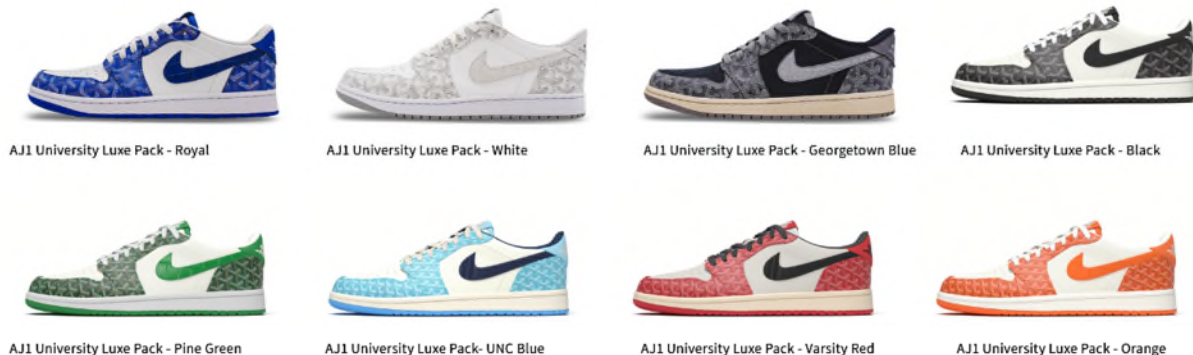 AJ1 University Luxe Pack - Royal
AJ1 University Luxe Pack - White
AJ1 University Luxe Pack - Georgetown Blue
AJ1 University Luxe Pack - Black
AJ1 University Luxe Pack - Pine Green
AJ1 University Luxe Pack- UNC Blue
AJ1 University Luxe Pack - Varsity Red
AJ1 University Luxe Pack - Orange